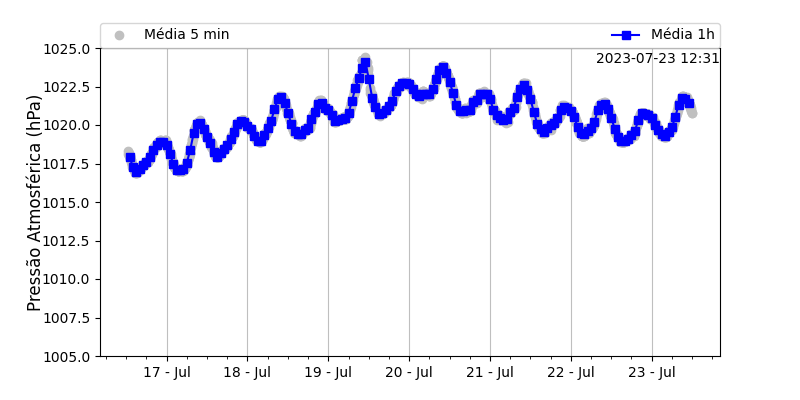 Média 5 min
Média 1h
2023-07-23 12:31
Pressão Atmosférica (hPa)
1025.0
1022.5
1020.0
1017.5
1015.0
1012.5
1010.0
1007.5
1005.0
17 - Jul
18 - Jul
19 - Jul
20 - Jul
21 - Jul
22 - Jul
23 - Jul